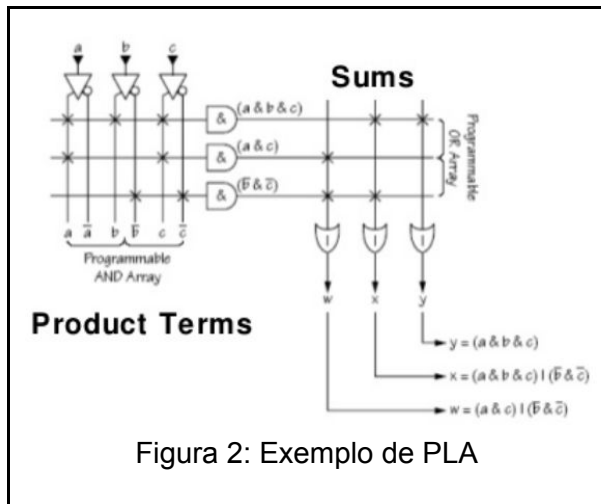 a b c
Sums
& (a & b & c)
& (a & c)
& (b̅ & c̅)
Programmable
OR Array
a a̅ b b̅ c c̅
Programmable
AND Array
| | |
w x y
Product Terms
y = (a & b & c)
x = (a & b & c) | (b̅ & c̅)
w = (a & c) | (b̅ & c̅)
Figura 2: Exemplo de PLA